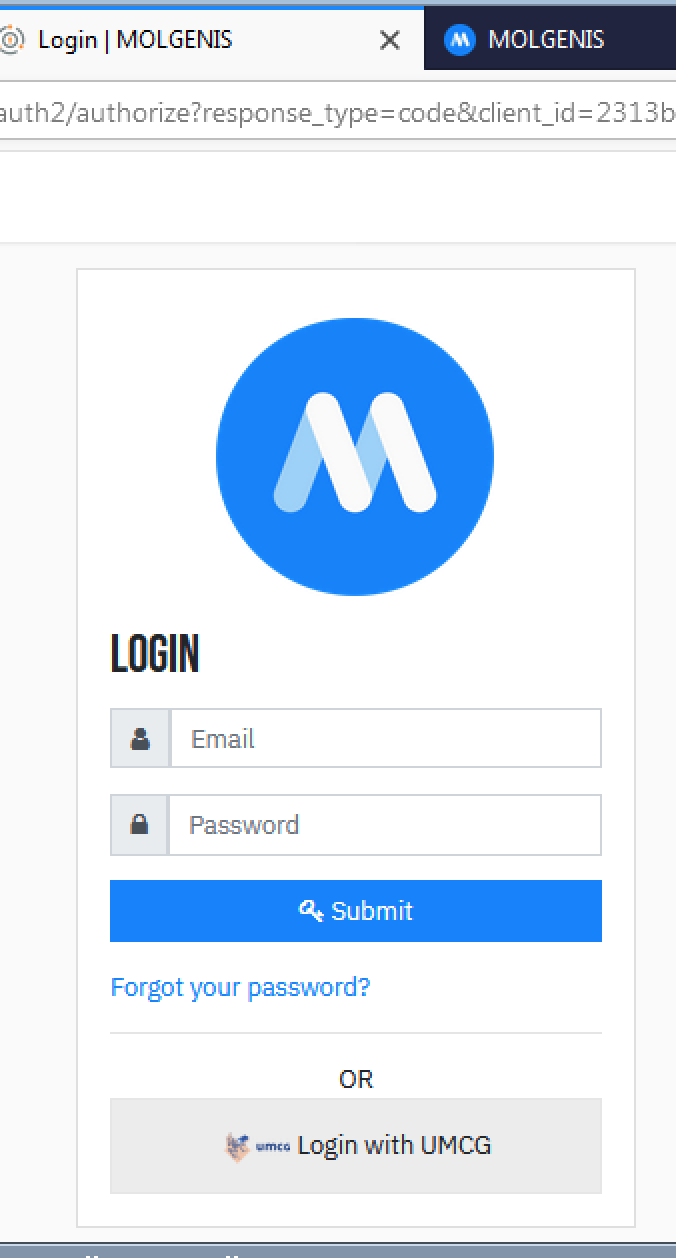 Login | MOLGENIS
MOLGENIS
auth2/authorize?response_type=code&client_id=2313b
LOGIN
Email
Password
Submit
Forgot your password?
OR
umcg Login with UMCG